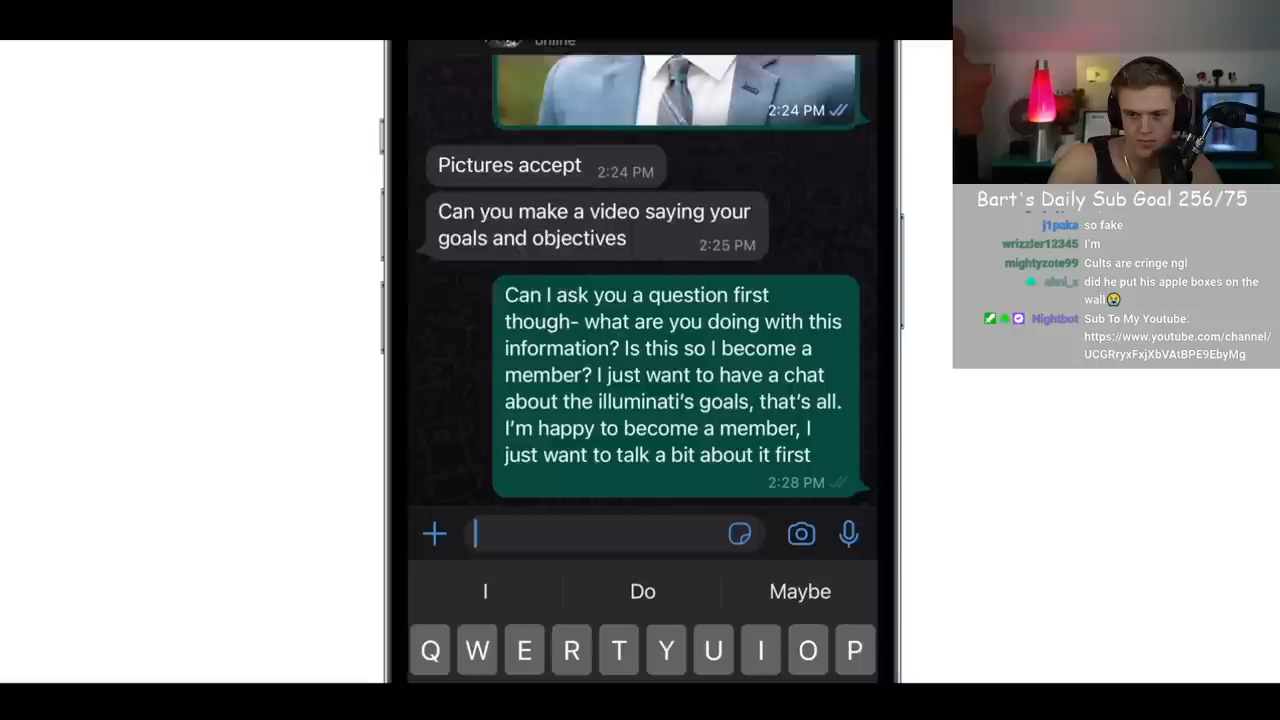 online
2:24 PM
Pictures accept 2:24 PM
Can you make a video saying your
goals and objectives 2:25 PM
Can I ask you a question first
though- what are you doing with this
information? Is this so I become a
member? I just want to have a chat
about the illuminati's goals, that's all.
I'm happy to become a member, I
just want to talk a bit about it first
2:28 PM
I Do Maybe
Q W E R T Y U I O P
Bart's Daily Sub Goal 256/75
j1paka so fake
wrizzler12345 I'm
mightyzote99 Cults are cringe ngl
did he put his apple boxes on the
wall😭
Nightbot Sub To My Youtube:
https://www.youtube.com/channel/
UCGRryxFxjXbVAtBPE9EbyMg